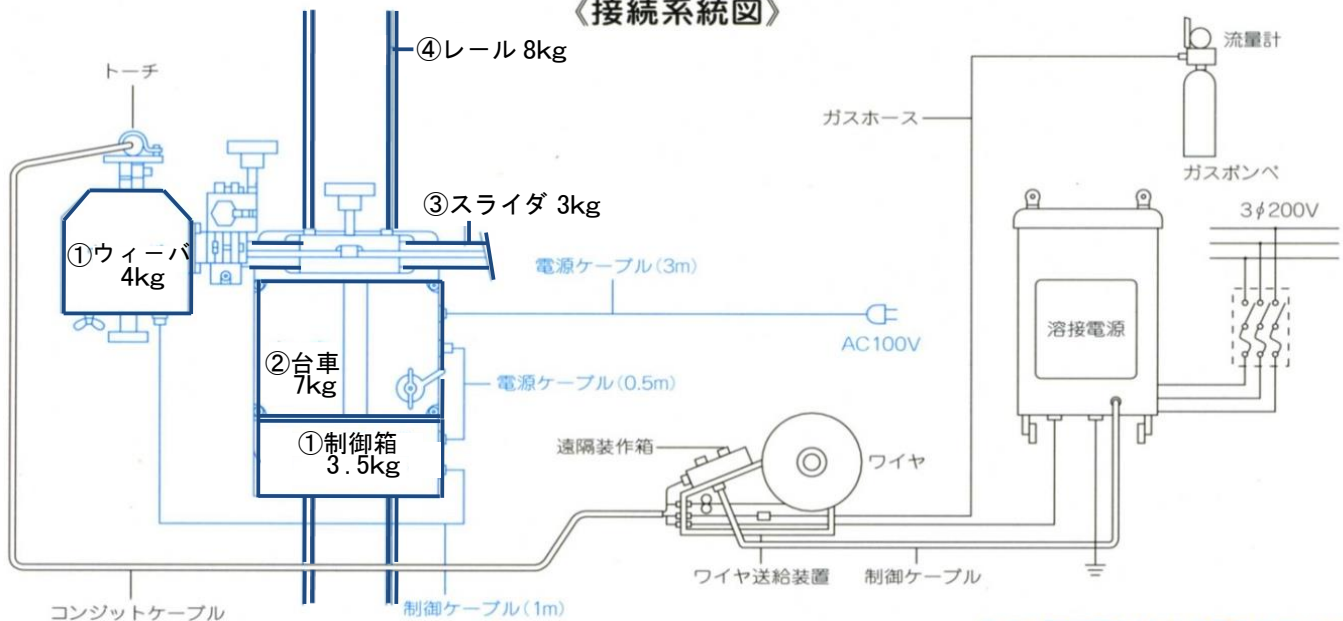 《接続系統図》
④レール 8kg
トーチ
流量計
ガスホース
ガスボンベ
③スライダ 3kg
3φ200V
①ウィーバ
4kg
電源ケーブル(3m)
AC100V
溶接電源
②台車
7kg
電源ケーブル(0.5m)
①制御箱
3.5kg
遠隔装作箱
ワイヤ
ワイヤ送給装置
制御ケーブル
コンジットケーブル
制御ケーブル(1m)